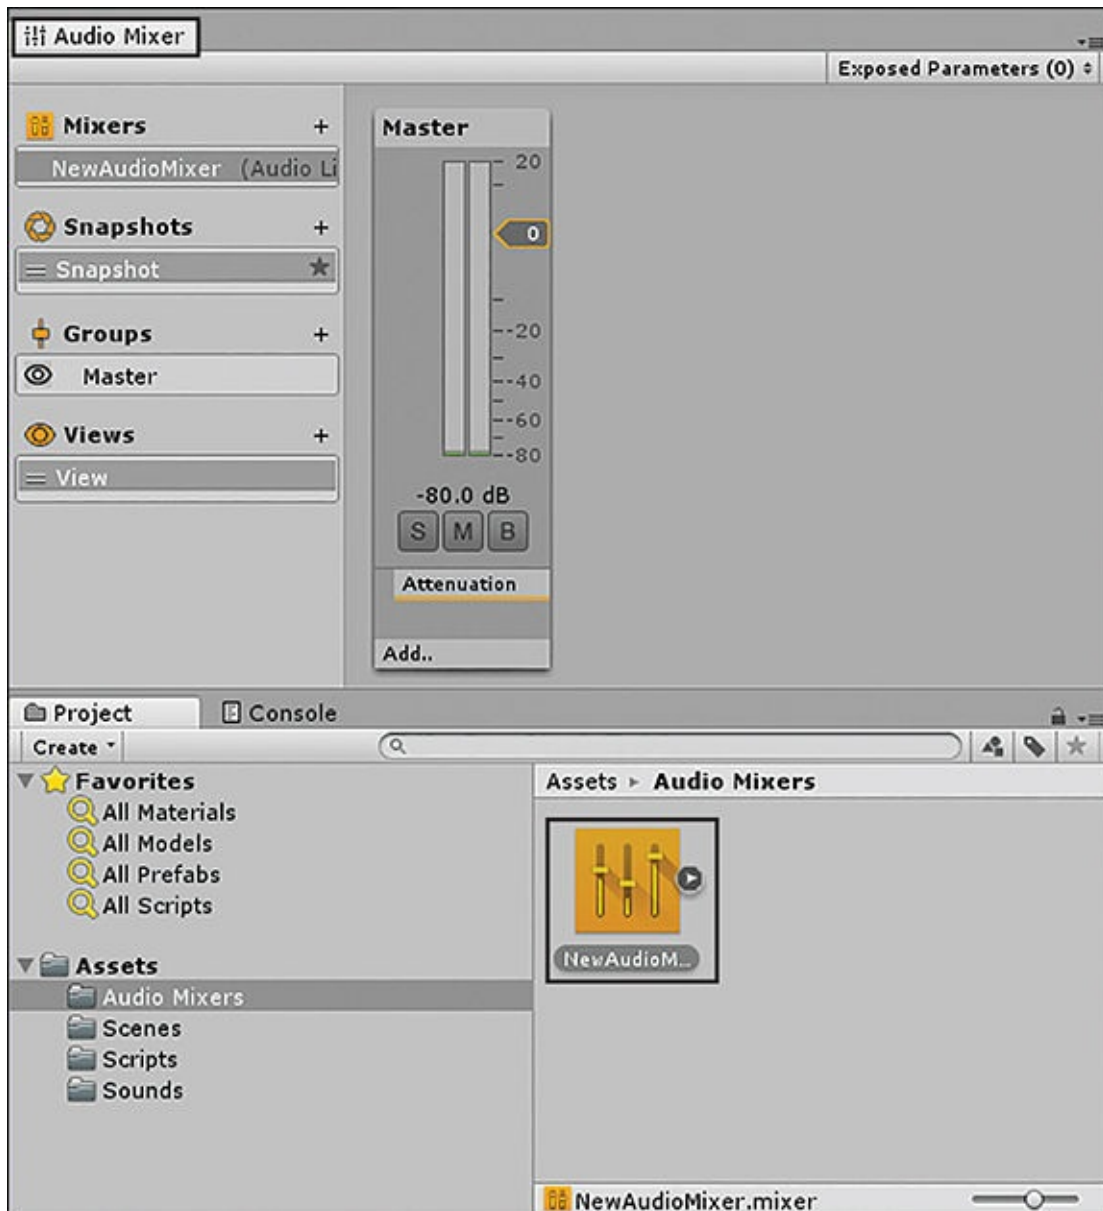 Audio Mixer
Exposed Parameters (0)
Mixers +
NewAudioMixer (Audio Li
Snapshots +
Snapshot
Groups +
Master
Views +
View
Master
20
0
-20
-40
-60
-80
-80.0 dB
S M B
Attenuation
Add..
Project Console
Create
Favorites
All Materials
All Models
All Prefabs
All Scripts
Assets
Audio Mixers
Scenes
Scripts
Sounds
Assets ▸ Audio Mixers
NewAudioM...
NewAudioMixer.mixer